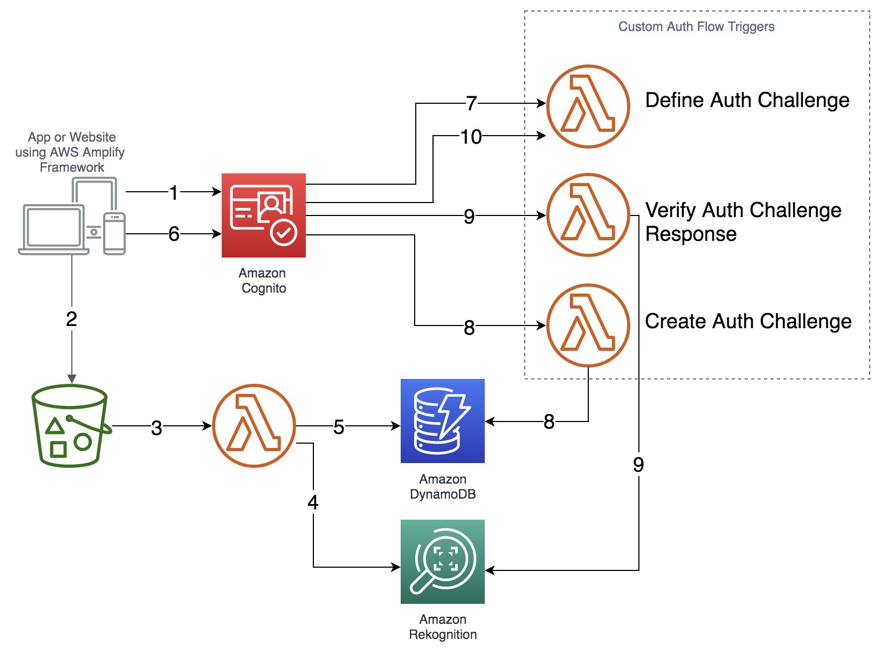 Custom Auth Flow Triggers
7
Define Auth Challenge
10
App or Website
using AWS Amplify
Framework
1
9
Verify Auth Challenge
Response
6
Amazon
Cognito
2
8
Create Auth Challenge
3
5
8
4
Amazon
DynamoDB
9
Amazon
Rekognition